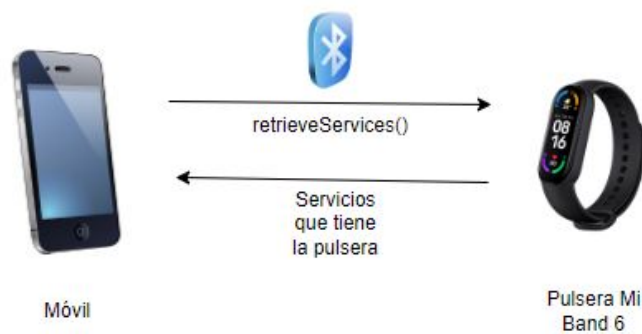 retrieveServices()
08
16
Servicios
que tiene
la pulsera
Móvil
Pulsera Mi
Band 6